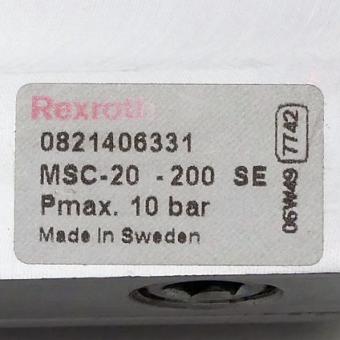 Rexroth
0821406331
MSC-20 - 200 SE
Pmax. 10 bar
Made in Sweden
7742
06W49